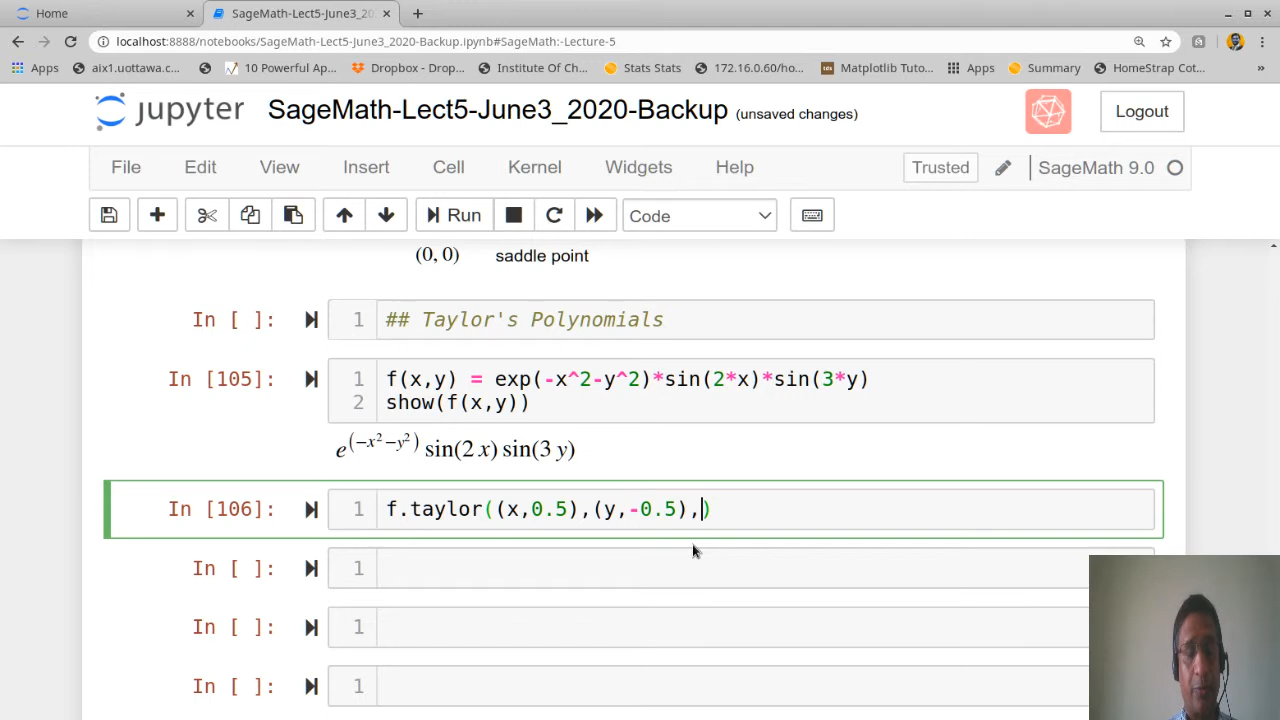 Home
SageMath-Lect5-June3_20
localhost:8888/notebooks/SageMath-Lect5-June3_2020-Backup.ipynb#SageMath:-Lecture-5
Apps aix1.uottawa.c... 10 Powerful Ap... Dropbox - Drop... Institute Of Ch... Stats Stats 172.16.0.60/ho... Matplotlib Tuto... Apps Summary HomeStrap Cot... »
jupyter SageMath-Lect5-June3_2020-Backup (unsaved changes) Logout
File Edit View Insert Cell Kernel Widgets Help Trusted SageMath 9.0
Run Code
(0, 0) saddle point
In [ ]: 1 ## Taylor's Polynomials
In [105]: 1 f(x,y) = exp(-x^2-y^2)*sin(2*x)*sin(3*y)
2 show(f(x,y))
e^(−x²−y²) sin(2 x) sin(3 y)
In [106]: 1 f.taylor((x,0.5),(y,-0.5),)
In [ ]: 1
In [ ]: 1
In [ ]: 1